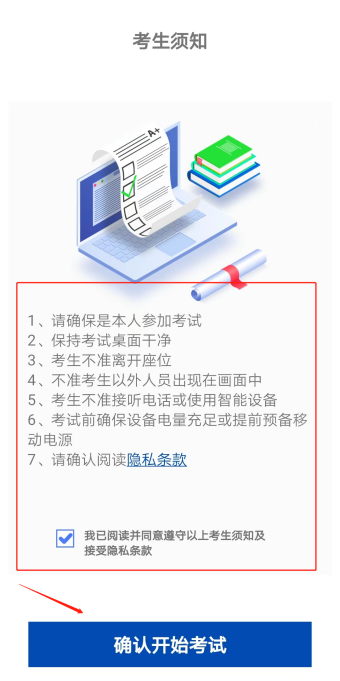 考生须知
A+
1、请确保是本人参加考试
2、保持考试桌面干净
3、考生不准离开座位
4、不准考生以外人员出现在画面中
5、考生不准接听电话或使用智能设备
6、考试前确保设备电量充足或提前预备移
动电源
7、请确认阅读隐私条款
我已阅读并同意遵守以上考生须知及
接受隐私条款
确认开始考试